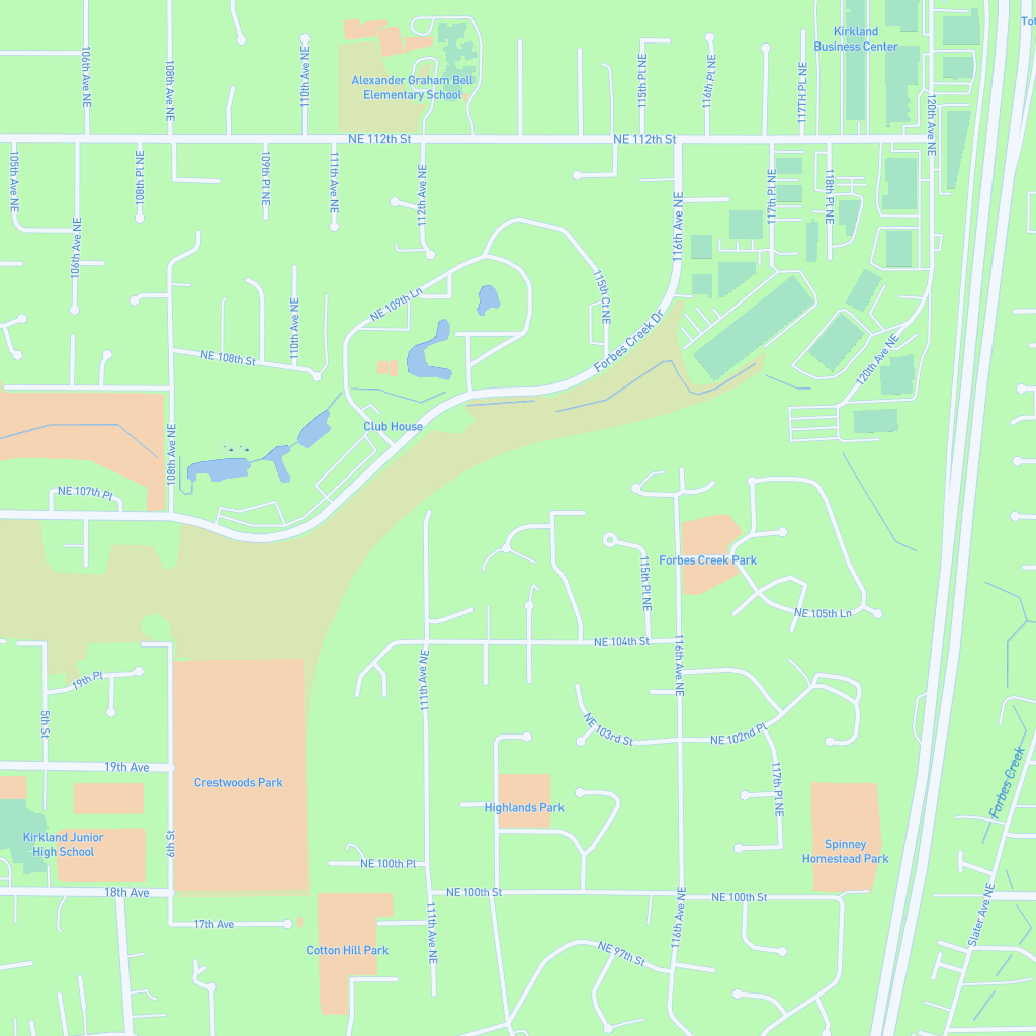 Kirkland
Business Center
Tot
106th Ave NE
108th Ave NE
110th Ave NE
Alexander Graham Bell
Elementary School
115th Pl NE
116th Pl NE
117TH PL NE
120th Ave NE
NE 112th St
NE 112th St
105th Ave NE
108th Pl NE
109th Pl NE
111th Ave NE
112th Ave NE
116th Ave NE
117th Pl NE
118th Pl NE
106th Ave NE
NE 109th Ln
115th Ct NE
110th Ave NE
NE 108th St
Forbes Creek Dr
120th Ave NE
Club House
108th Ave NE
NE 107th Pl
Forbes Creek Park
115th Pl NE
NE 105th Ln
NE 104th St
116th Ave NE
111th Ave NE
19th Pl
5th St
NE 103rd St
NE 102nd Pl
19th Ave
Crestwoods Park
117th Pl NE
Forbes Creek
Highlands Park
Kirkland Junior
High School
6th St
Spinney
Homestead Park
NE 100th Pl
18th Ave
NE 100th St
NE 100th St
17th Ave
111th Ave NE
116th Ave NE
Slater Ave NE
Cotton Hill Park
NE 97th St